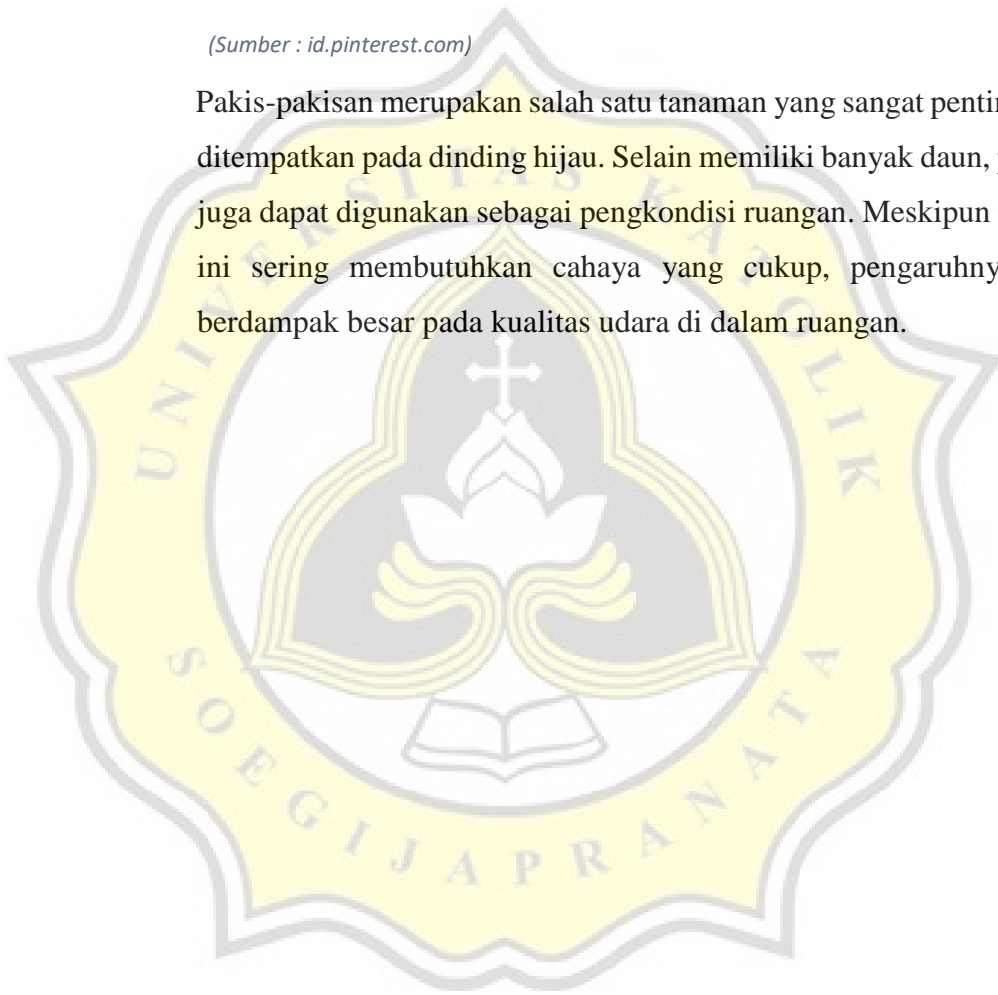 (Sumber : id.pinterest.com)
Pakis-pakisan merupakan salah satu tanaman yang sangat
ditempatkan pada dinding hijau. Selain memiliki banyak daun,
juga dapat digunakan sebagai pengkondisi ruangan. Meskipun
ini sering membutuhkan cahaya yang cukup,
berdampak besar pada kualitas udara di dalam ruangan.
UNIVERSITAS KATOLIK
SOEGIJAPRANATA